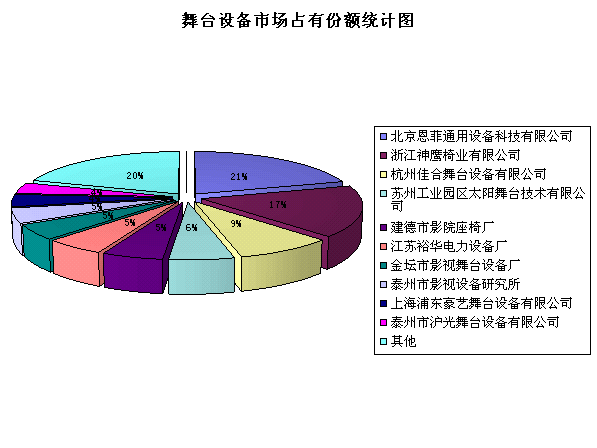 舞台设备市场占有份额统计图
20%
21%
17%
9%
6%
5%
5%
5%
5%
北京恩菲通用设备科技有限公司
浙江神鹰椅业有限公司
杭州佳合舞台设备有限公司
苏州工业园区太阳舞台技术有限公
司
建德市影院座椅厂
江苏裕华电力设备厂
金坛市影视舞台设备厂
泰州市影视设备研究所
上海浦东豪艺舞台设备有限公司
泰州市沪光舞台设备有限公司
其他